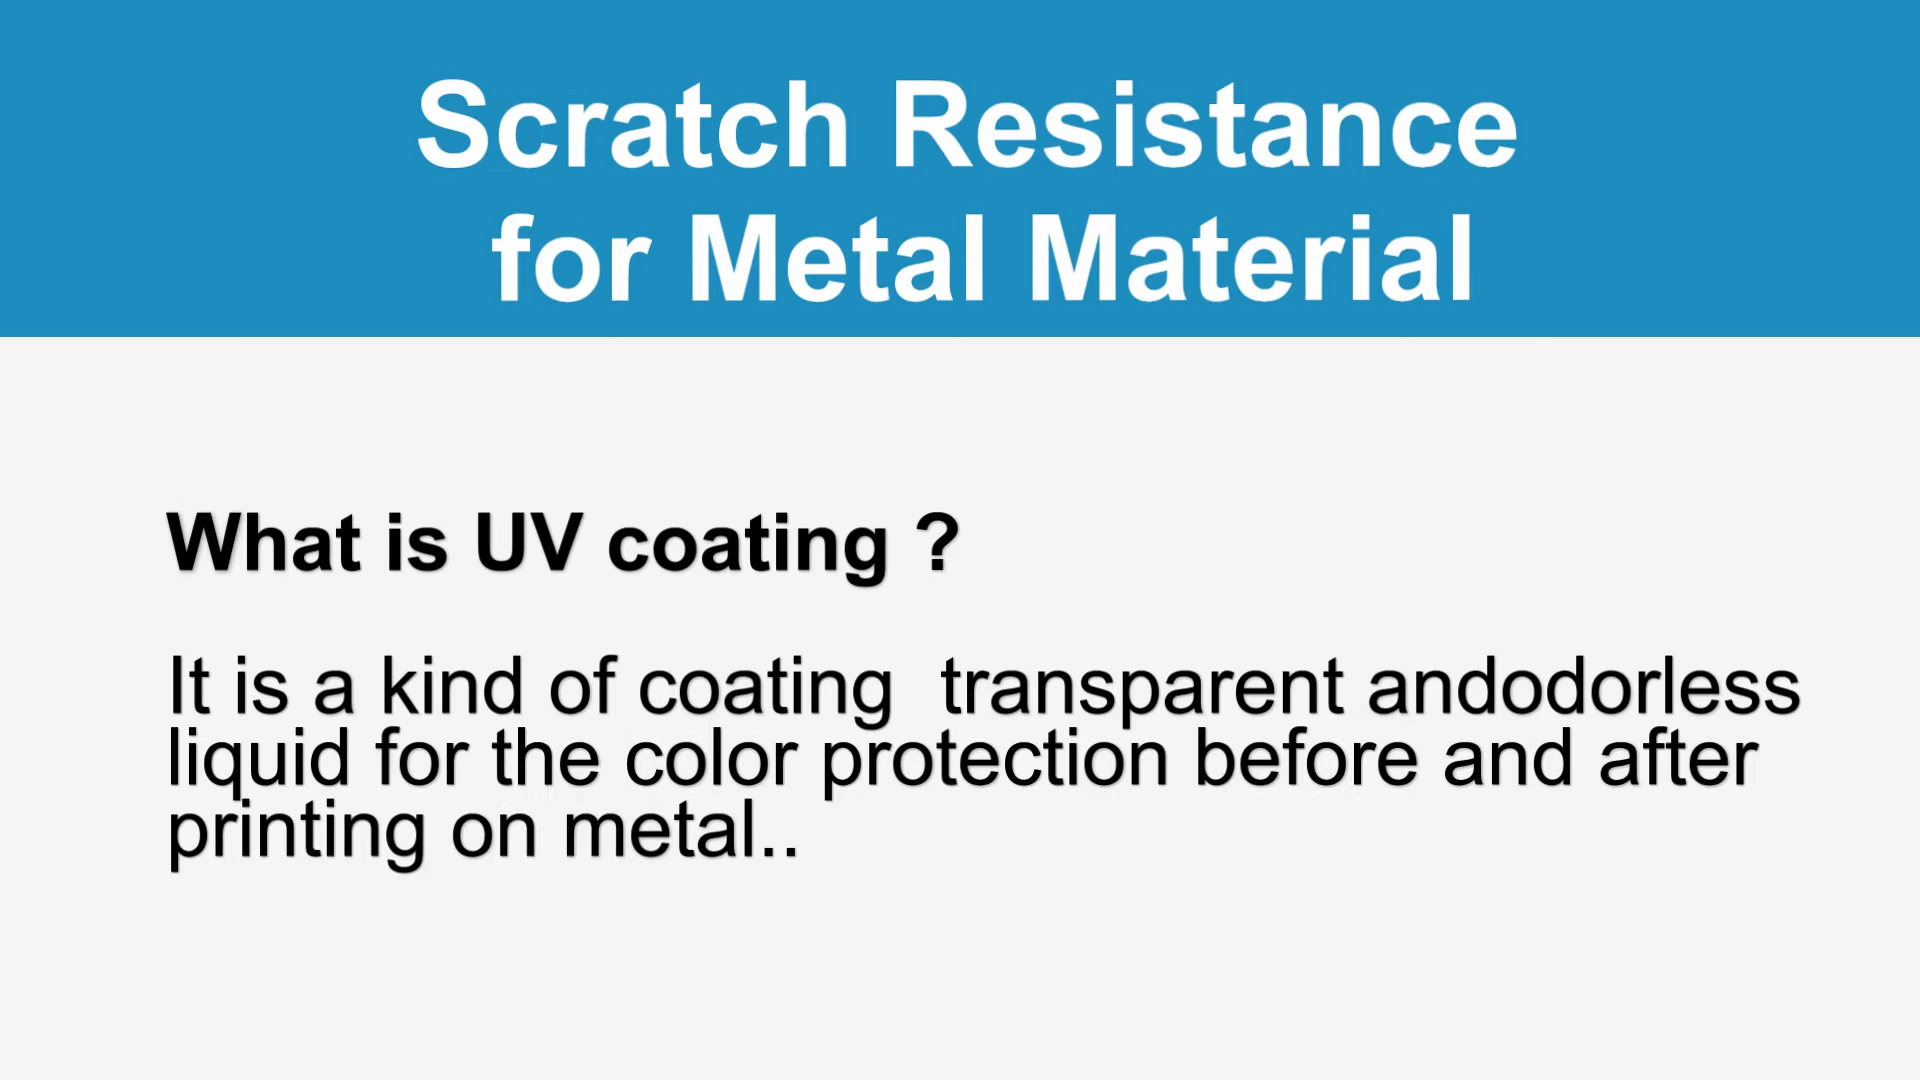 Scratch Resistance
for Metal Material
What is UV coating ?
It is a kind of coating  transparent andodorless
liquid for the color protection before and after
printing on metal..